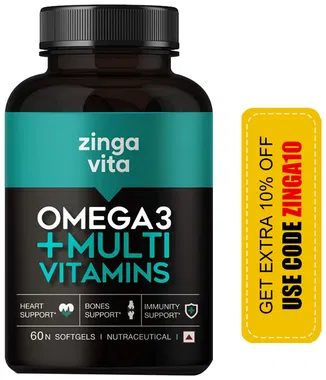 zinga
vita
OMEGA3
+MULTI
VITAMINS
HEART
SUPPORT*
BONES
SUPPORT*
IMMUNITY
SUPPORT*
60N SOFTGELS | NUTRACEUTICAL |
GET EXTRA 10% OFF
USE CODE ZINGA10